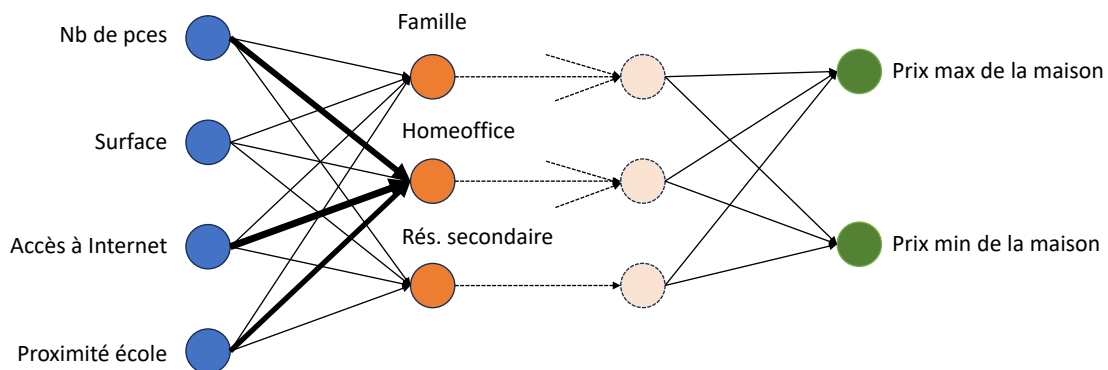 Nb de pces
Famille
Prix max de la maison
Surface
Homeoffice
Accès à Internet
Rés. secondaire
Prix min de la maison
Proximité école